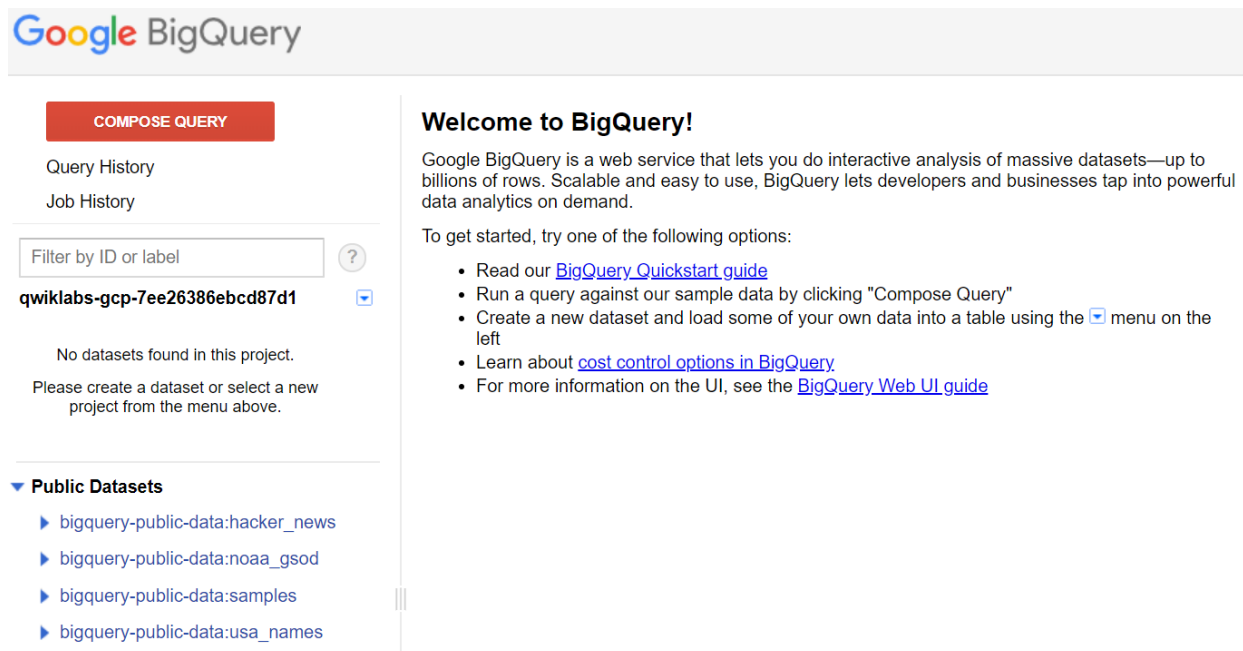 Google BigQuery
COMPOSE QUERY
Query History
Job History
Filter by ID or label
?
qwiklabs-gcp-7ee26386ebcd87d1
No datasets found in this project.
Please create a dataset or select a new
project from the menu above.
Public Datasets
bigquery-public-data:hacker_news
bigquery-public-data:noaa_gsod
bigquery-public-data:samples
bigquery-public-data:usa_names
Welcome to BigQuery!
Google BigQuery is a web service that lets you do interactive analysis of massive datasets—up to
billions of rows. Scalable and easy to use, BigQuery lets developers and businesses tap into powerful
data analytics on demand.
To get started, try one of the following options:
• Read our BigQuery Quickstart guide
• Run a query against our sample data by clicking "Compose Query"
• Create a new dataset and load some of your own data into a table using the menu on the
left
• Learn about cost control options in BigQuery
• For more information on the UI, see the BigQuery Web UI guide